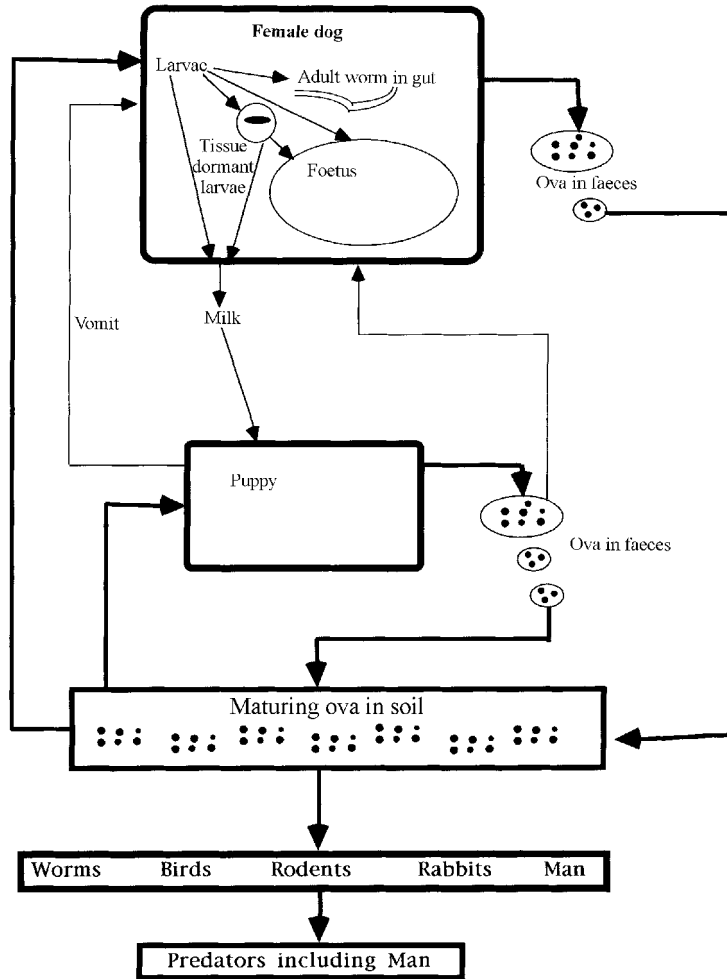 Female dog
Larvae
Adult worm in gut
Tissue
dormant
larvae
Foetus
Ova in faeces
Vomit
Milk
Puppy
Ova in faeces
Maturing ova in soil
Worms Birds Rodents Rabbits Man
Predators including Man